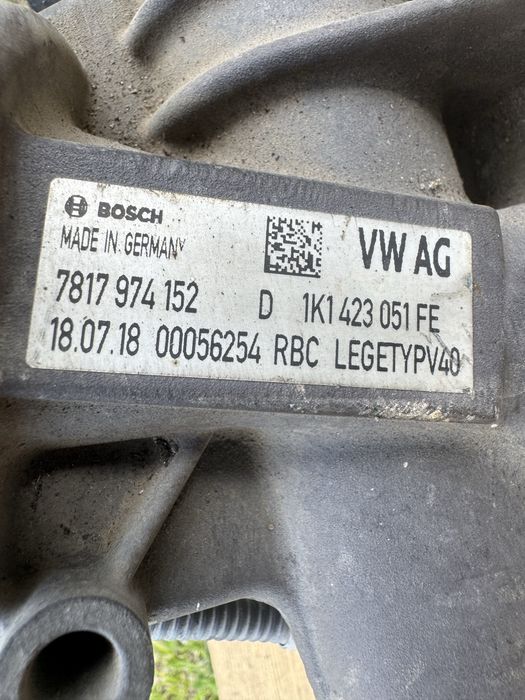 BOSCH
MADE IN GERMANY
VW AG
7817 974 152 D 1K1 423 051 FE
18.07.18 00056254 RBC LEGETYPV40